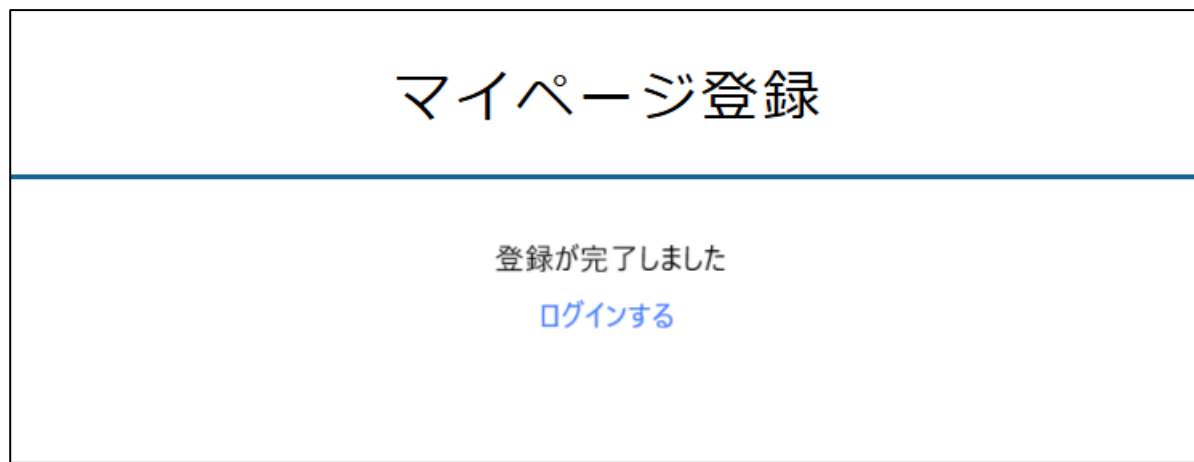 マイページ登録
登録が完了しました
ログインする